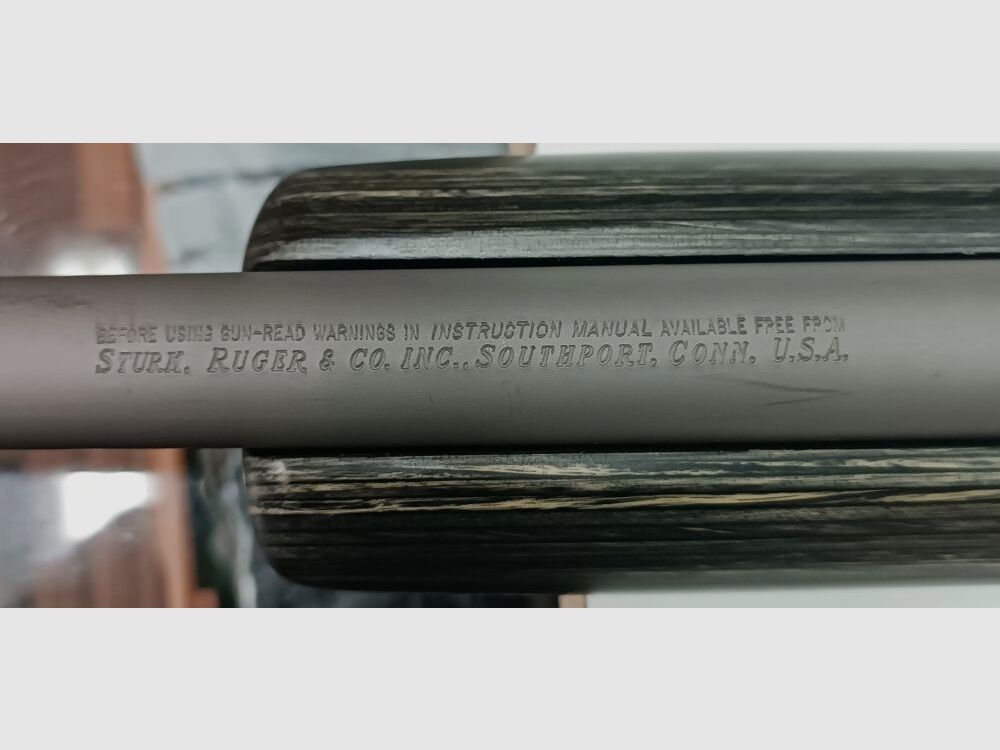 BEFORE USING GUN-READ WARNINGS IN INSTRUCTION MANUAL AVAILABLE FREE FROM
STURM, RUGER & CO. INC., SOUTHPORT, CONN. U.S.A.